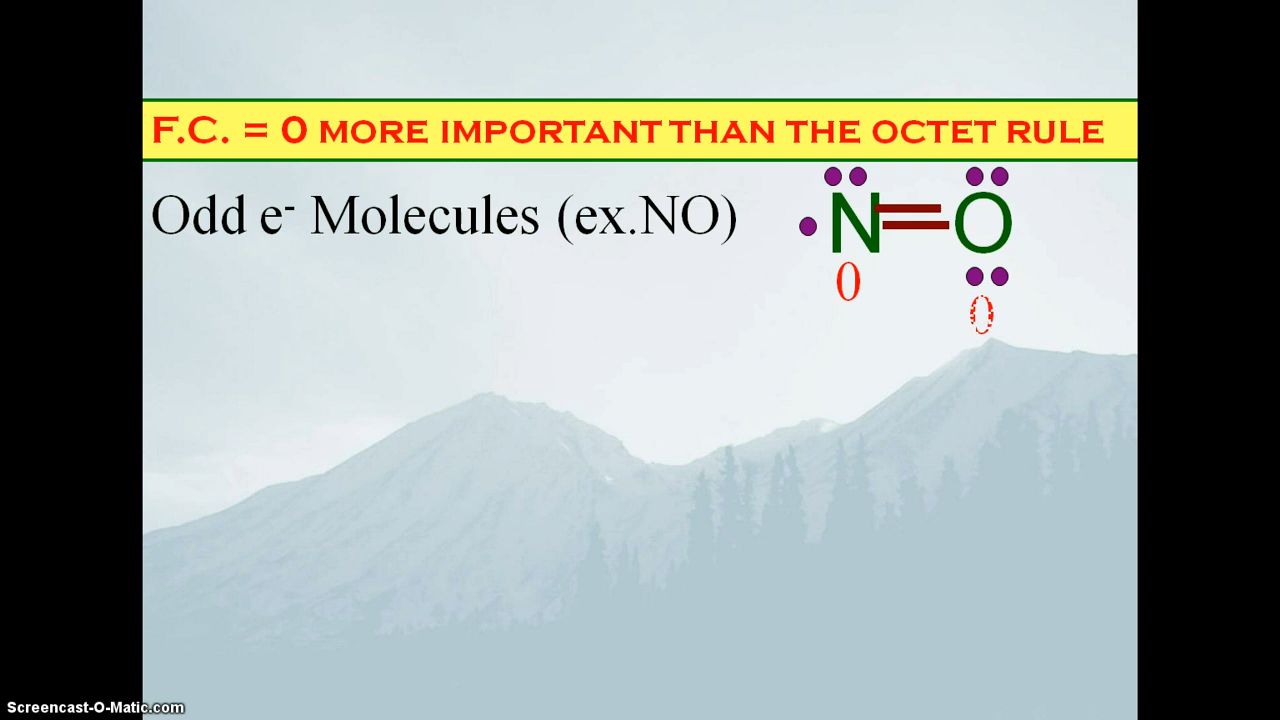 F.C. = 0 MORE IMPORTANT THAN THE OCTET RULE
Odd e- Molecules (ex.NO)
N O
0
0
Screencast-O-Matic.com